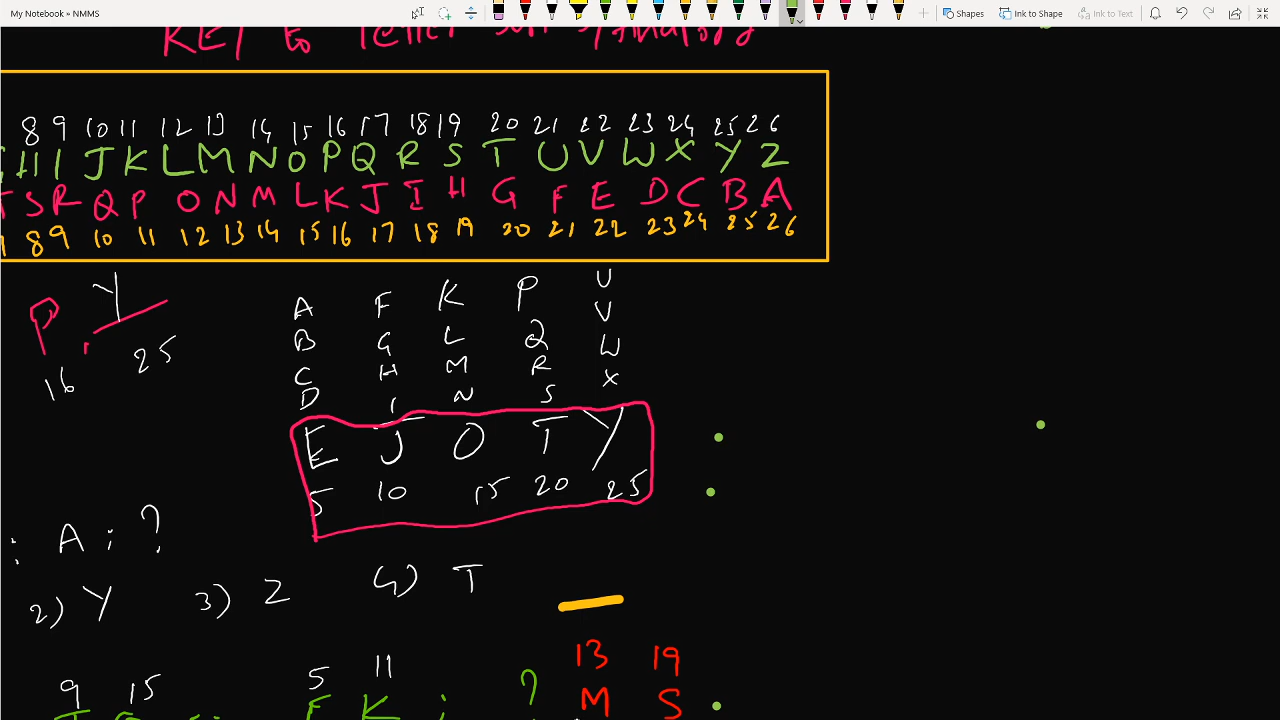 My Notebook » NMMS
Shapes Ink to Shape Ink to Text
KEY to letter
8 9 10 11 12 13 14 15 16 17 18 19 20 21 22 23 24 25 26
H I J K L M N O P Q R S T U V W X Y Z
S R Q P O N M L K J I H G F E D C B A
8 9 10 11 12 13 14 15 16 17 18 19 20 21 22 23 24 25 26
P, Y
16 25
A F K P U
B G L Q V
C H M R W
D I N S X
E J O T Y
5 10 15 20 25
: A ; ?
2) Y 3) Z 4) T
9 15 5 11 13 19
K ; ? M S